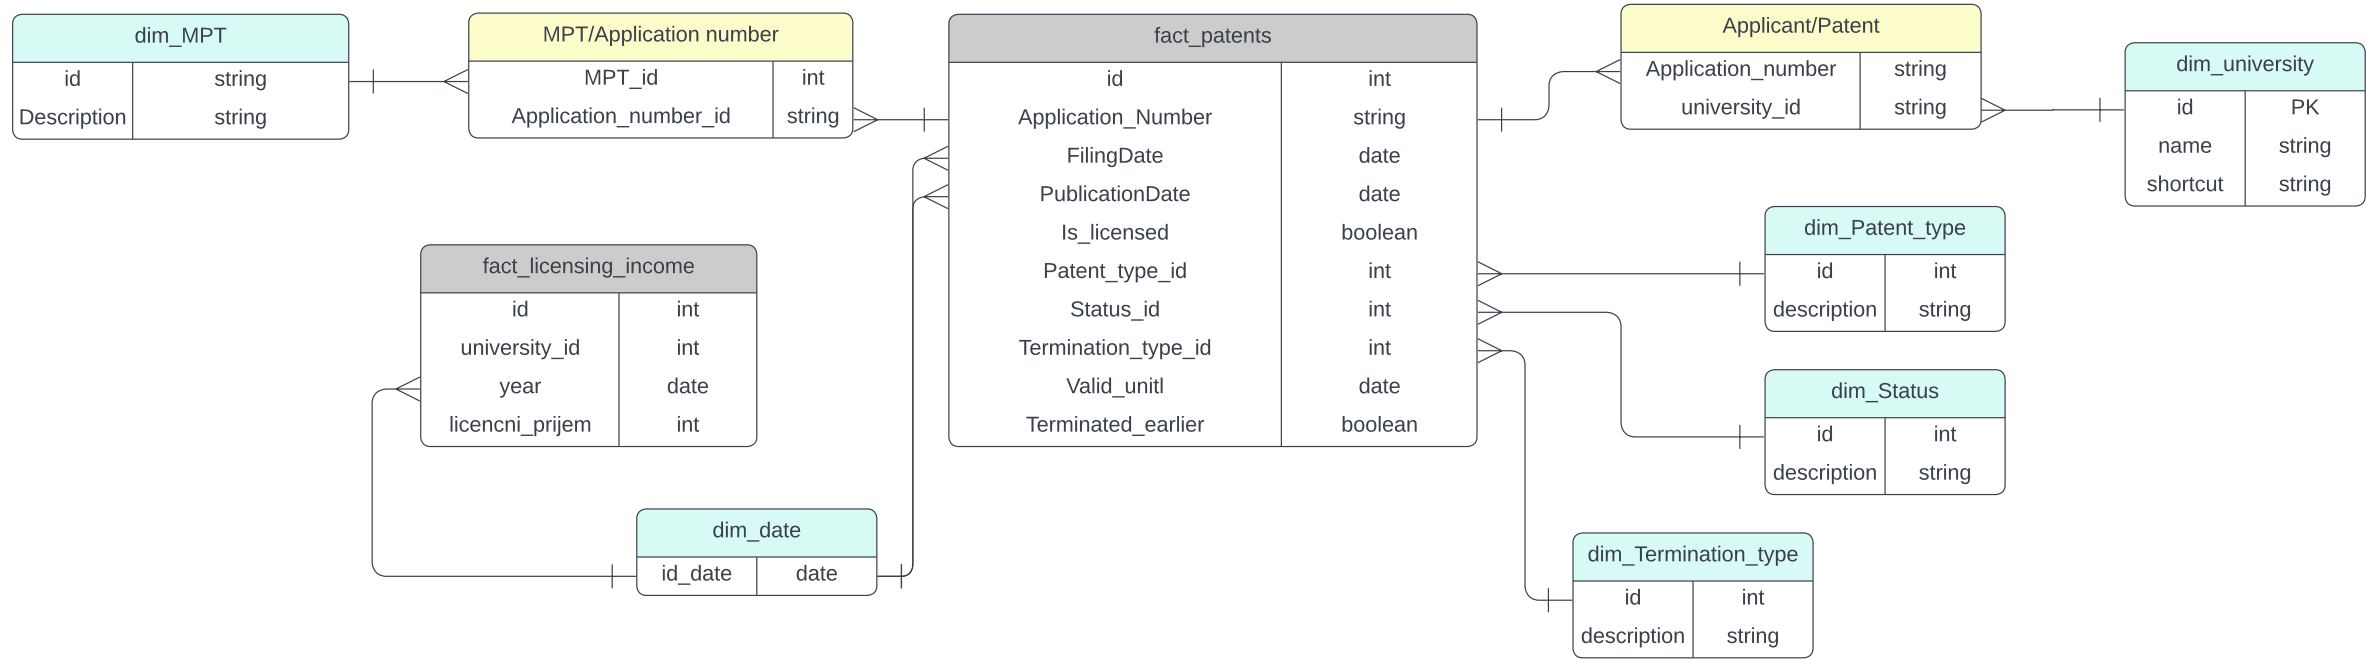 dim_MPT
id string
Description string
MPT/Application number
MPT_id int
Application_number_id string
fact_patents
id int
Application_Number string
FilingDate date
PublicationDate date
Is_licensed boolean
Patent_type_id int
Status_id int
Termination_type_id int
Valid_unitl date
Terminated_earlier boolean
Applicant/Patent
Application_number string
university_id string
dim_university
id PK
name string
shortcut string
dim_Patent_type
id int
description string
fact_licensing_income
id int
university_id int
year date
licencni_prijem int
dim_Status
id int
description string
dim_date
id_date date
dim_Termination_type
id int
description string